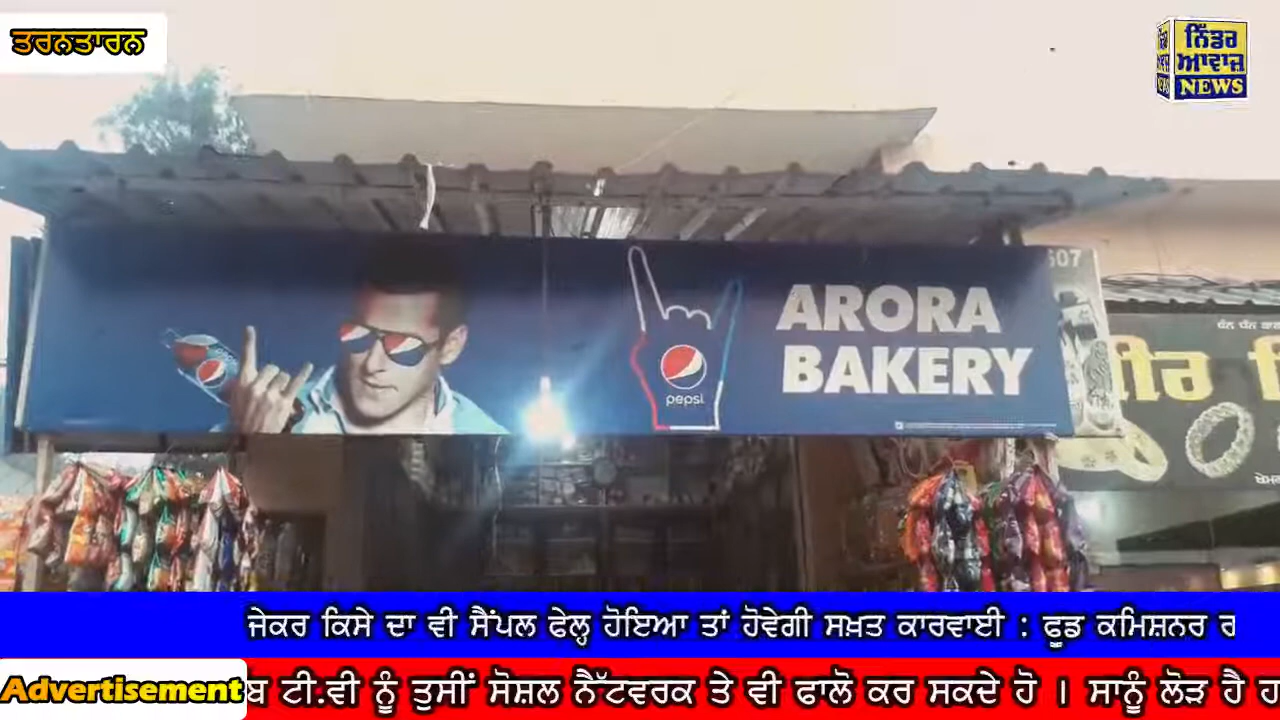 ਤਰਨਤਾਰਨ
ਨਿੱਡਰ
ਆਵਾਜ਼
NEWS
607
ARORA
BAKERY
pepsi
ਜੇਕਰ ਕਿਸੇ ਦਾ ਵੀ ਸੈਂਪਲ ਫੇਲ੍ਹ ਹੋਇਆ ਤਾਂ ਹੋਵੇਗੀ ਸਖ਼ਤ ਕਾਰਵਾਈ : ਫੂਡ ਕਮਿਸ਼ਨਰ
Advertisement
ਟੀ.ਵੀ ਨੂੰ ਤੁਸੀਂ ਸੋਸ਼ਲ ਨੈੱਟਵਰਕ ਤੇ ਵੀ ਫਾਲੋ ਕਰ ਸਕਦੇ ਹੋ । ਸਾਨੂੰ ਲੋੜ ਹੈ